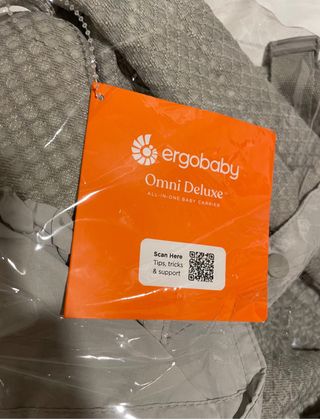 ergobaby
Omni Deluxe
ALL-IN-ONE BABY CARRIER
Scan Here
Tips, tricks
& support